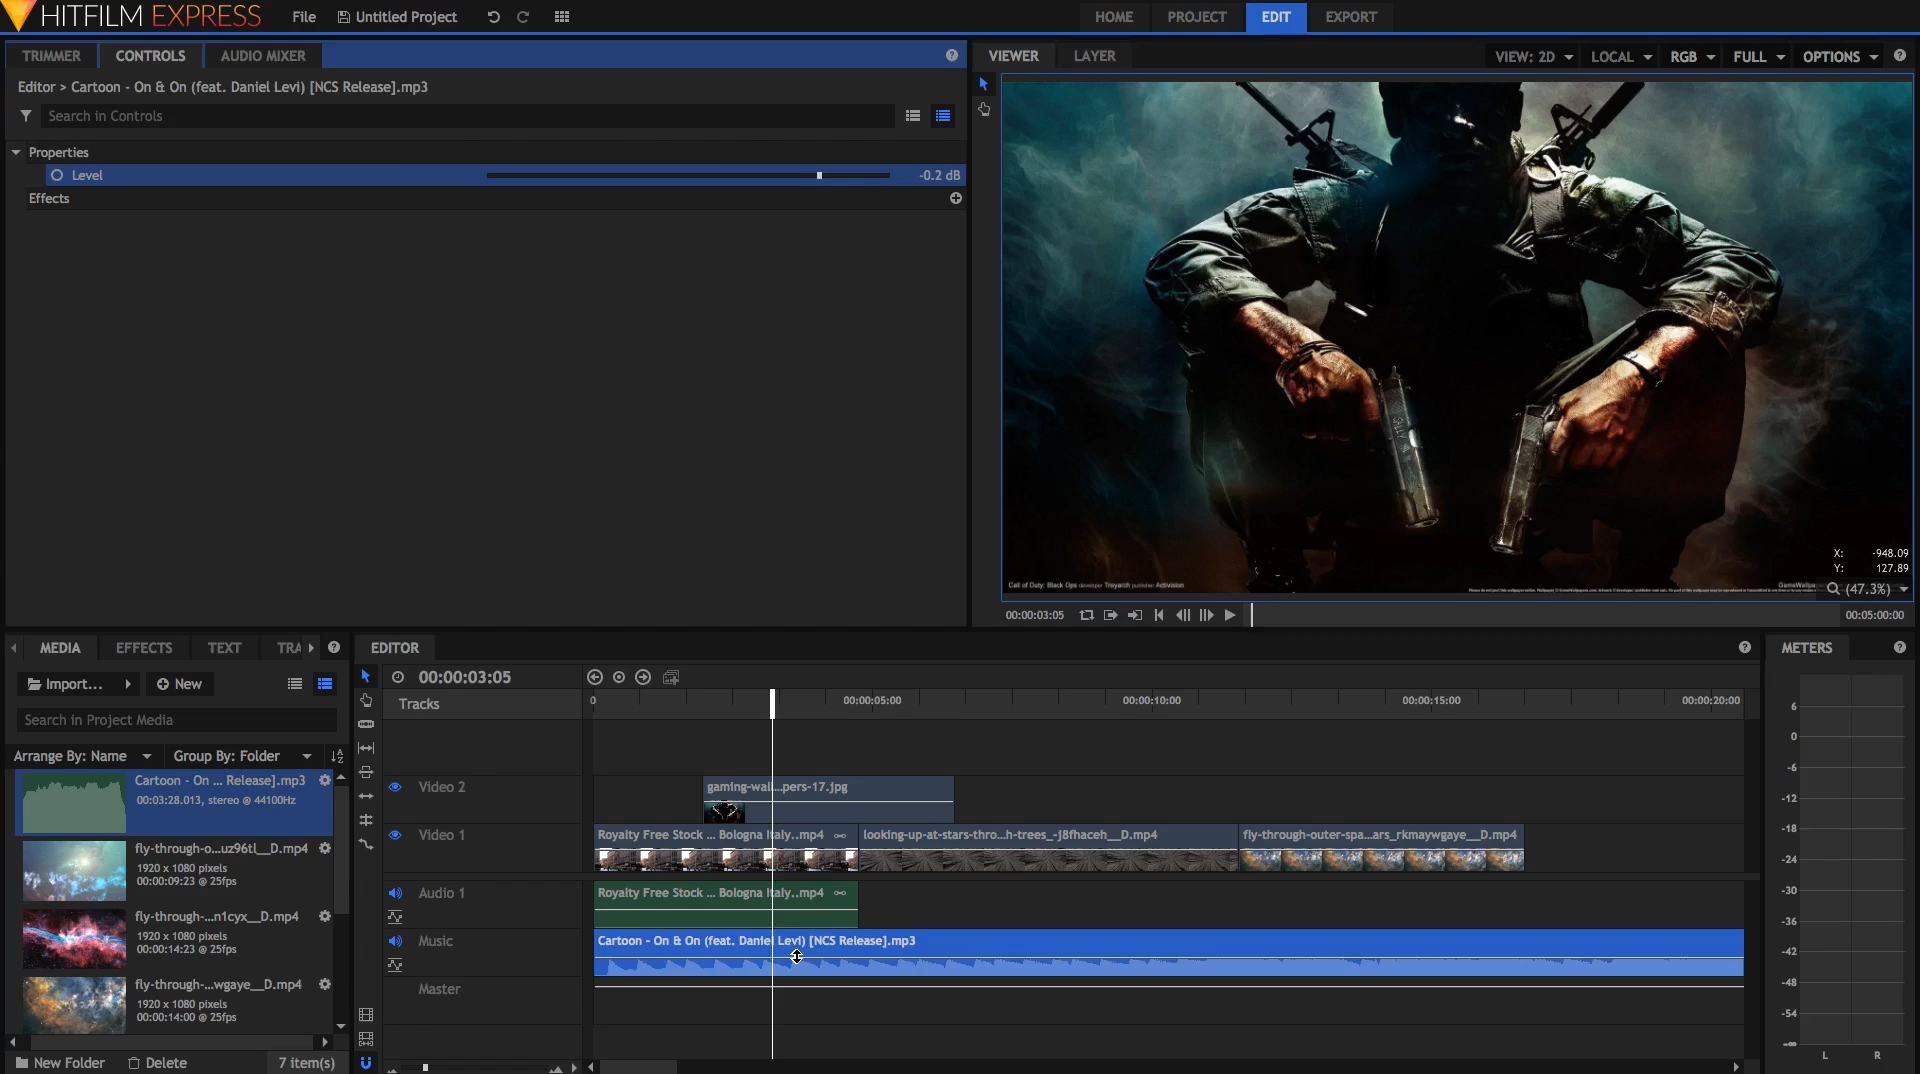 HITFILM EXPRESS
File
Untitled Project
HOME
PROJECT
EDIT
EXPORT
TRIMMER
CONTROLS
AUDIO MIXER
Editor > Cartoon - On & On (feat. Daniel Levi) [NCS Release].mp3
Search in Controls
Properties
Level
-0.2 dB
Effects
VIEWER
LAYER
VIEW: 2D
LOCAL
RGB
FULL
OPTIONS
Call of Duty: Black Ops developer Treyarch publisher Activision
X: -948.09
Y: 127.89
(47.3%)
00:00:03:05
00:05:00:00
MEDIA
EFFECTS
TEXT
TRA
Import...
New
Search in Project Media
Arrange By: Name
Group By: Folder
Cartoon - On ... Release].mp3
00:03:28.013, stereo @ 44100Hz
fly-through-o...uz96tl__D.mp4
1920 x 1080 pixels
00:00:09:23 @ 25fps
fly-through-...n1cyx__D.mp4
1920 x 1080 pixels
00:00:14:23 @ 25fps
fly-through-...wgaye__D.mp4
1920 x 1080 pixels
00:00:14:00 @ 25fps
New Folder
Delete
7 item(s)
EDITOR
00:00:03:05
Tracks
0
00:00:05:00
00:00:10:00
00:00:15:00
00:00:20:00
Video 2
gaming-wall...pers-17.jpg
Video 1
Royalty Free Stock ... Bologna Italy..mp4
looking-up-at-stars-thro...h-trees_-j8fhaceh__D.mp4
fly-through-outer-spa...ars_rkmaywgaye__D.mp4
Audio 1
Royalty Free Stock ... Bologna Italy..mp4
Music
Cartoon - On & On (feat. Daniel Levi) [NCS Release].mp3
Master
METERS
6
0
-6
-12
-18
-24
-30
-36
-42
-48
-54
-∞
L
R